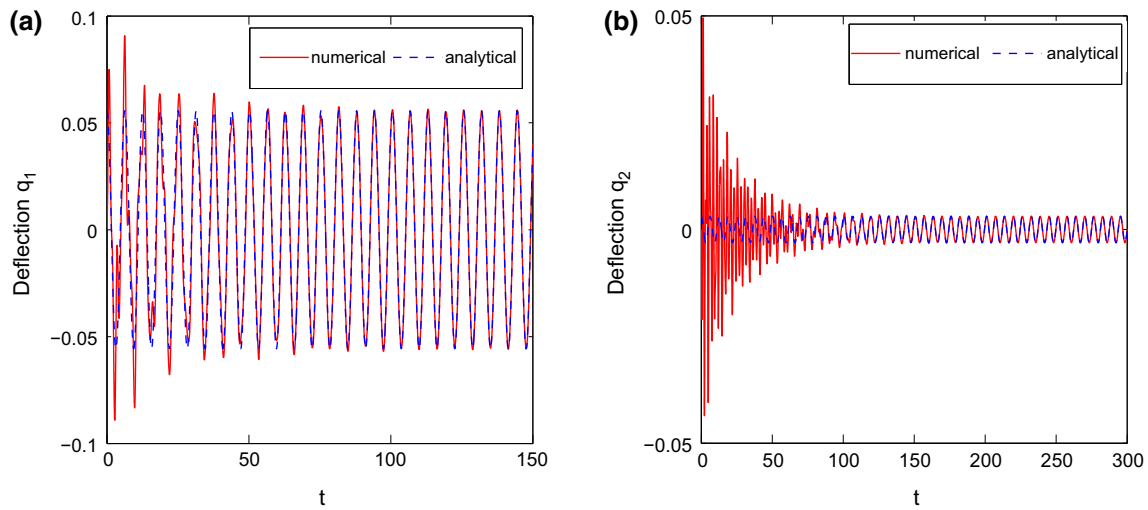 (a)
0.1
0.05
0
−0.05
−0.1
Deflection q1
numerical analytical
0 50 100 150
t
(b)
0.05
0
−0.05
Deflection q2
numerical analytical
0 50 100 150 200 250 300
t